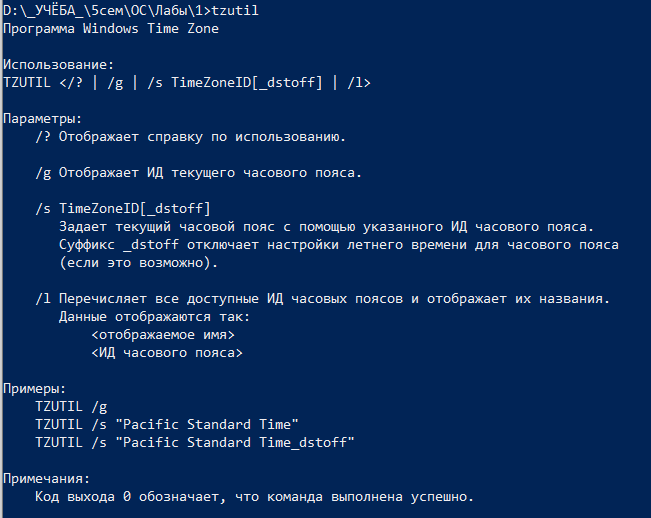 D:\_УЧЁБА_\5сем\ОС\Лабы\1>tzutil
Программа Windows Time Zone
Использование:
TZUTIL </? | /g | /s TimeZoneID[_dstoff] | /l>
Параметры:
/? Отображает справку по использованию.
/g Отображает ИД текущего часового пояса.
/s TimeZoneID[_dstoff]
Задает текущий часовой пояс с помощью указанного ИД часового пояса.
Суффикс _dstoff отключает настройки летнего времени для часового пояса
(если это возможно).
/l Перечисляет все доступные ИД часовых поясов и отображает их названия.
Данные отображаются так:
<отображаемое имя>
<ИД часового пояса>
Примеры:
TZUTIL /g
TZUTIL /s "Pacific Standard Time"
TZUTIL /s "Pacific Standard Time_dstoff"
Примечания:
Код выхода 0 обозначает, что команда выполнена успешно.